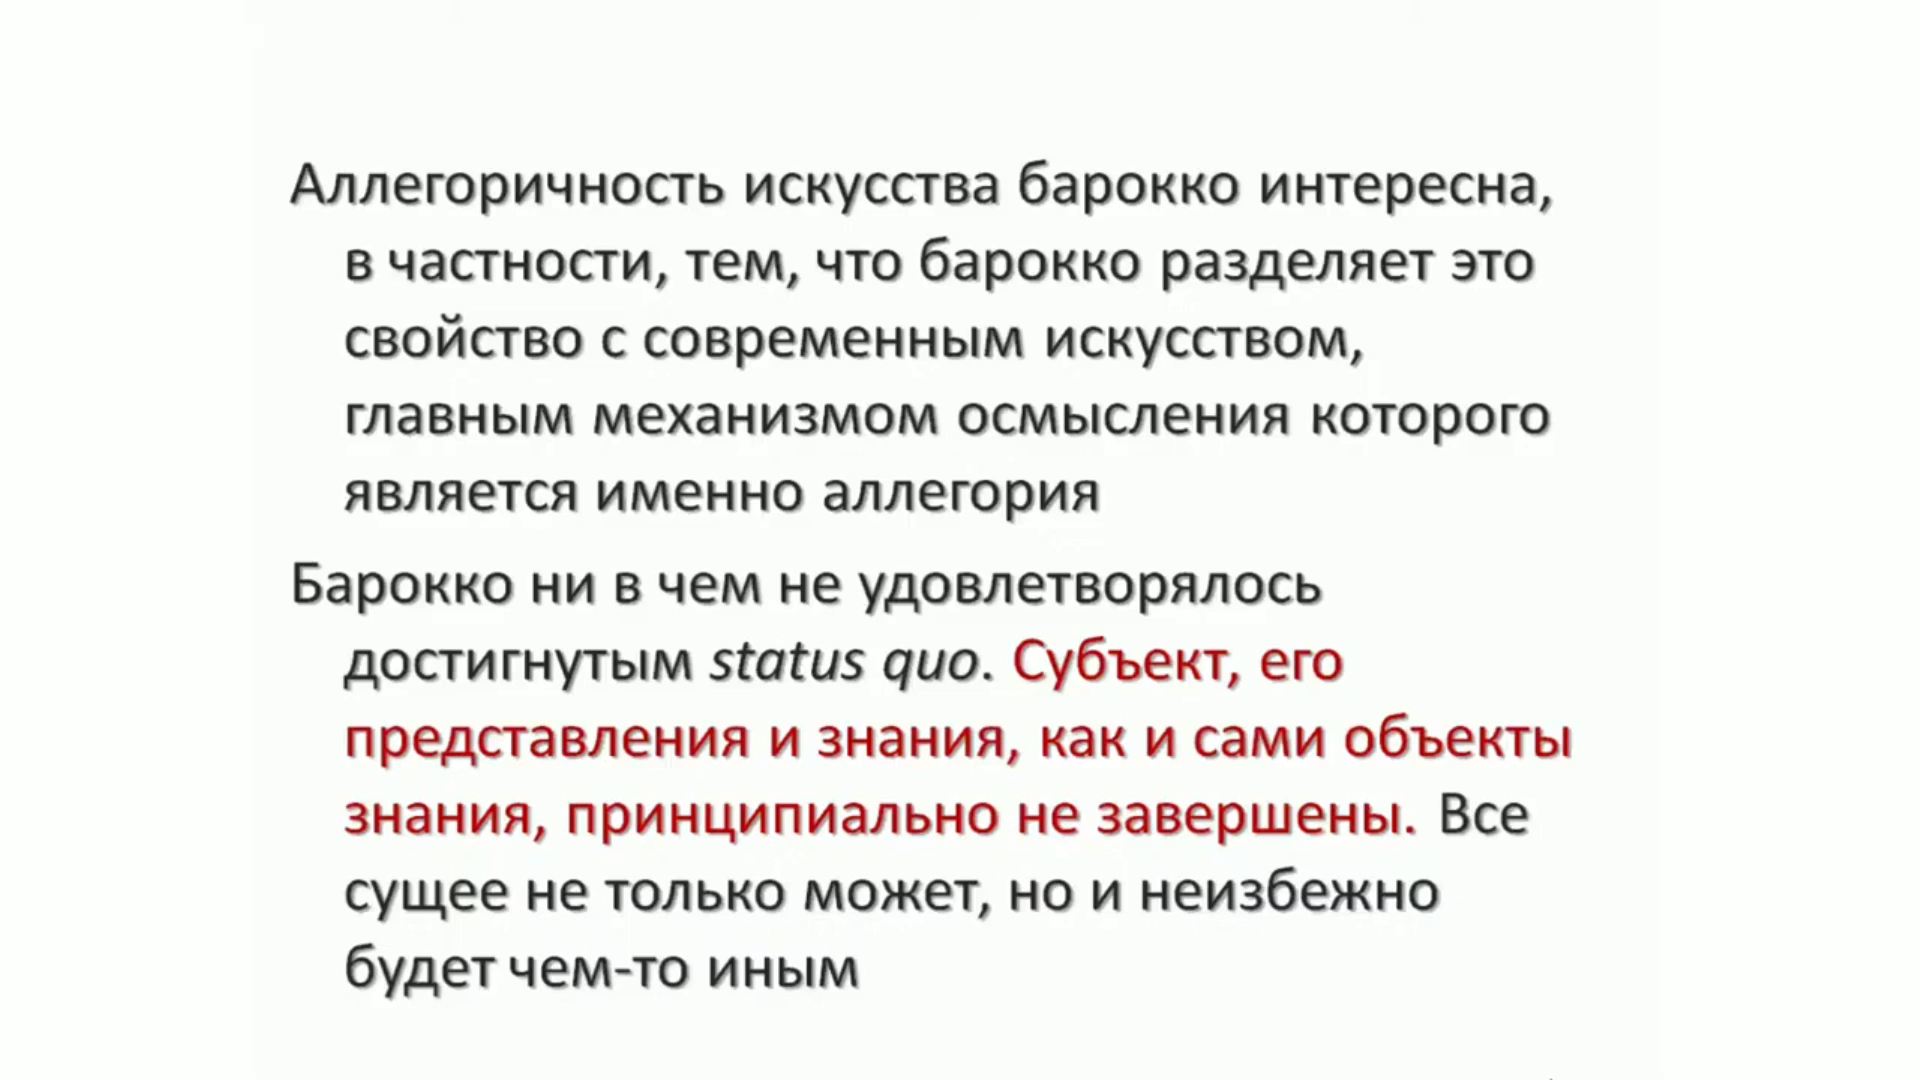 Аллегоричность искусства барокко интересна,
в частности, тем, что барокко разделяет это
свойство с современным искусством,
главным механизмом осмысления которого
является именно аллегория
Барокко ни в чем не удовлетворялось
достигнутым status quo. Субъект, его
представления и знания, как и сами объекты
знания, принципиально не завершены. Все
сущее не только может, но и неизбежно
будет чем-то иным